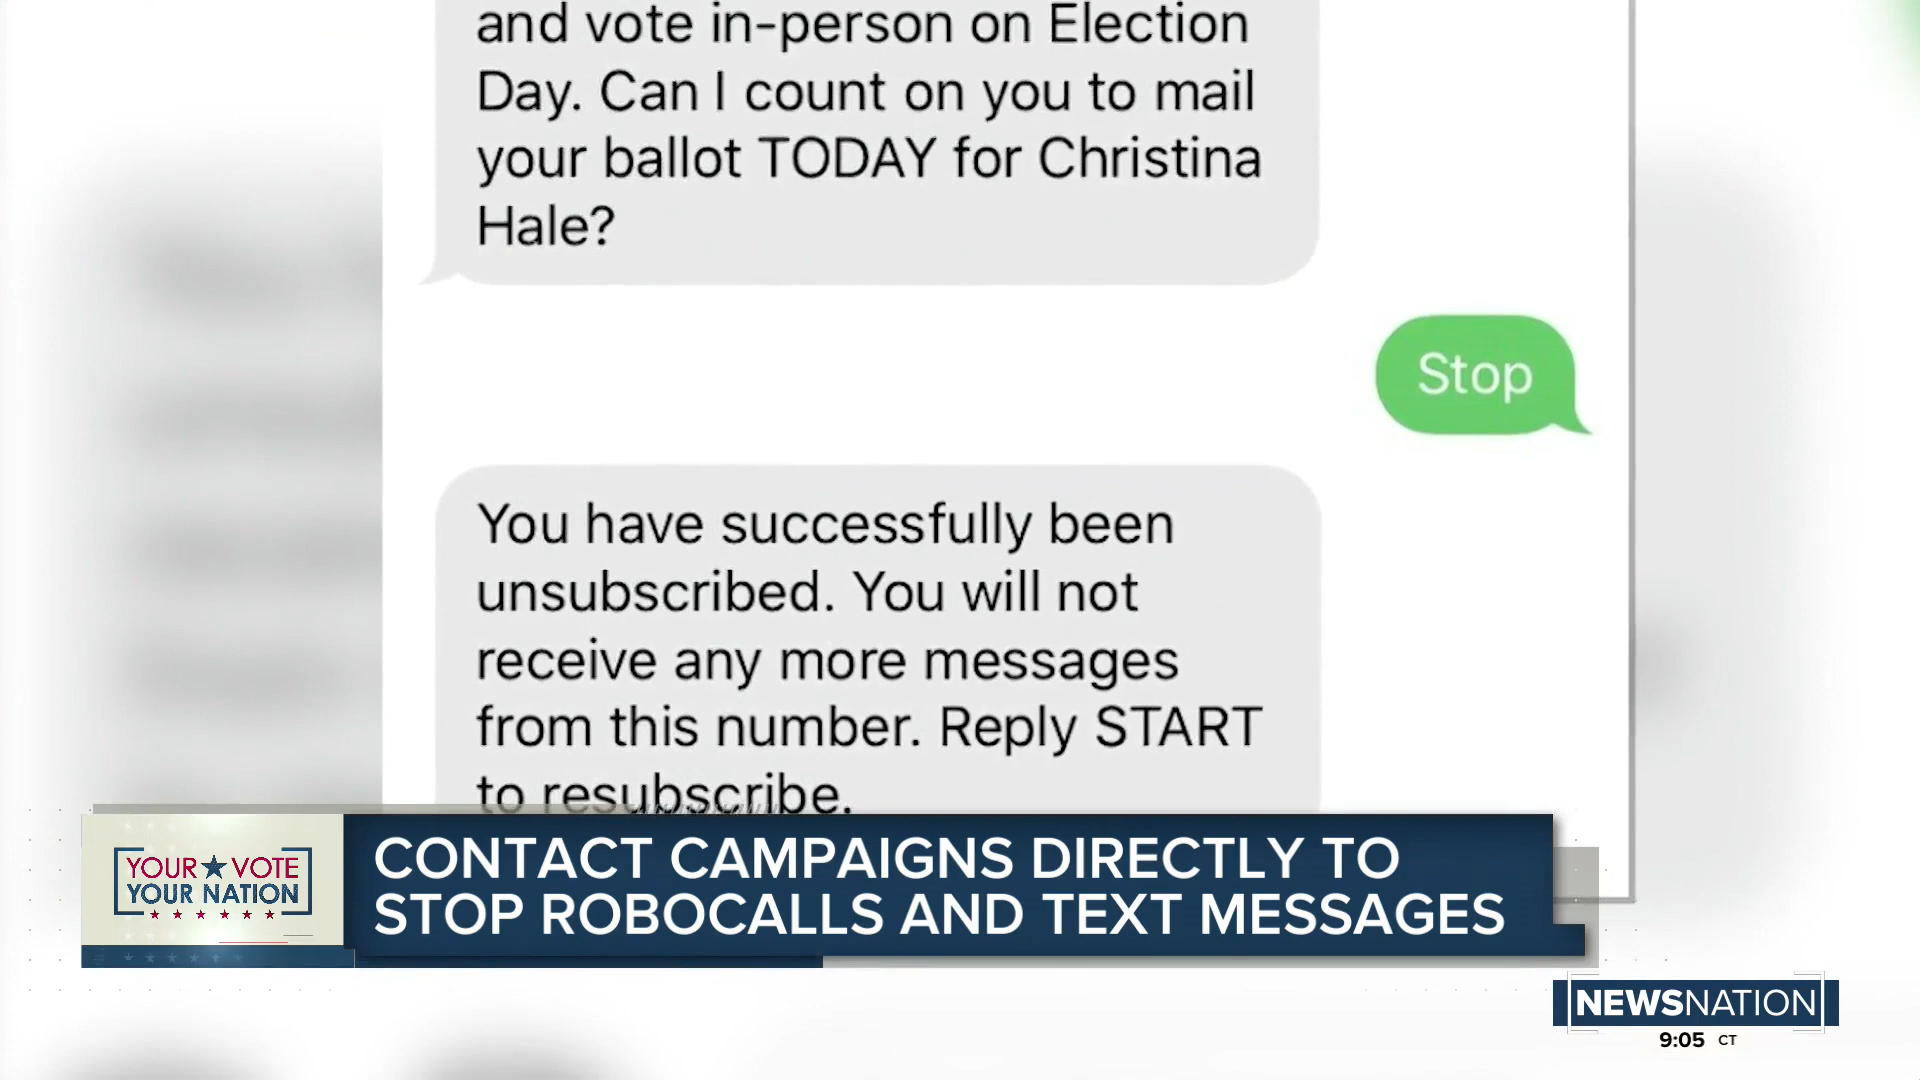 and vote in-person on Election
Day. Can I count on you to mail
your ballot TODAY for Christina
Hale?
Stop
You have successfully been
unsubscribed. You will not
receive any more messages
from this number. Reply START
to resubscribe.
YOUR VOTE
YOUR NATION
CONTACT CAMPAIGNS DIRECTLY TO
STOP ROBOCALLS AND TEXT MESSAGES
NEWSNATION
9:05 CT